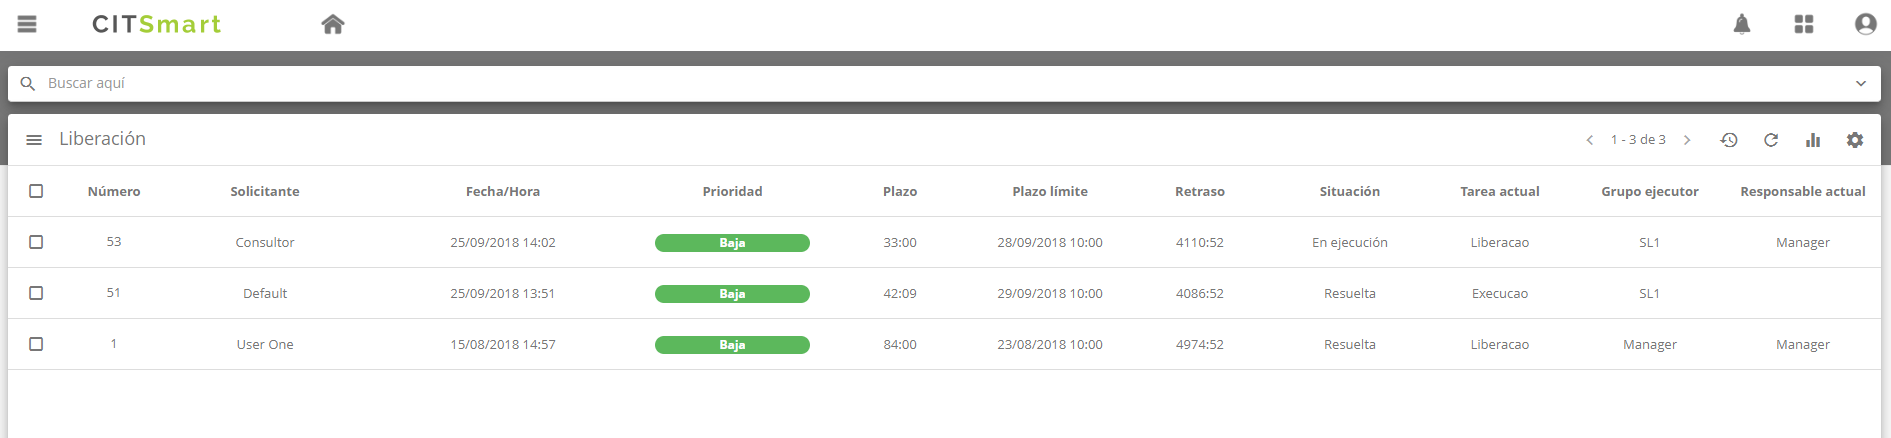 CITSmart
Buscar aquí
Liberación 1 - 3 de 3
Número Solicitante Fecha/Hora Prioridad Plazo Plazo límite Retraso Situación Tarea actual Grupo ejecutor Responsable actual
53 Consultor 25/09/2018 14:02 Baja 33:00 28/09/2018 10:00 4110:52 En ejecución Liberacao SL1 Manager
51 Default 25/09/2018 13:51 Baja 42:09 29/09/2018 10:00 4086:52 Resuelta Execucao SL1
1 User One 15/08/2018 14:57 Baja 84:00 23/08/2018 10:00 4974:52 Resuelta Liberacao Manager Manager